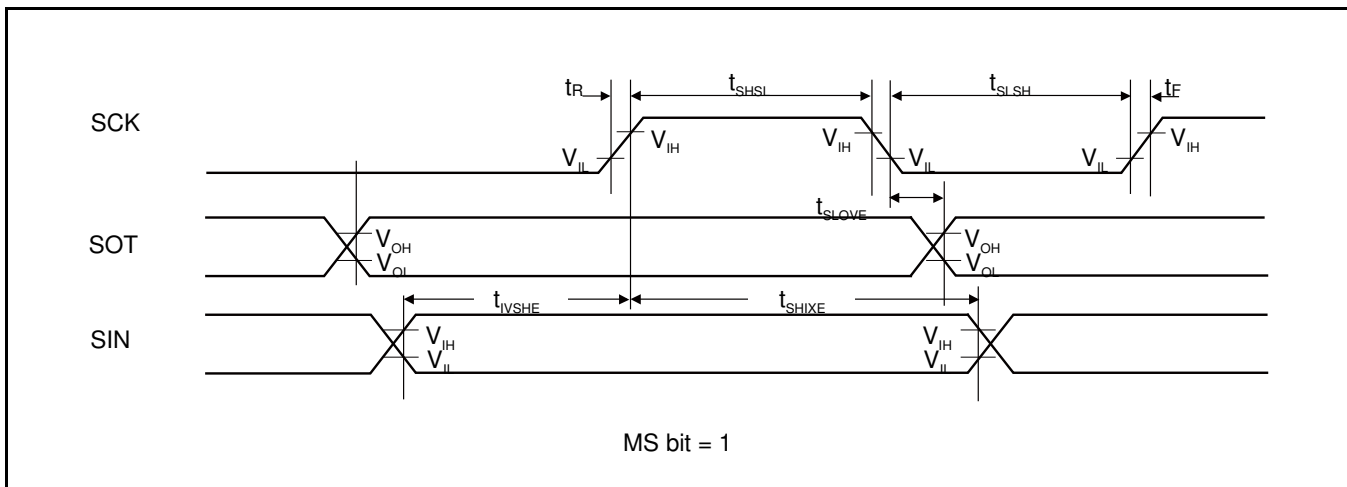 tR
tSHSL
tSLSH
tF
SCK
VIH
VIH
VIH
VIL
VIL
VIL
tSLOVE
SOT
VOH
VOH
VOL
VOL
tIVSHE
tSHIXE
SIN
VIH
VIH
VIL
VIL
MS bit = 1